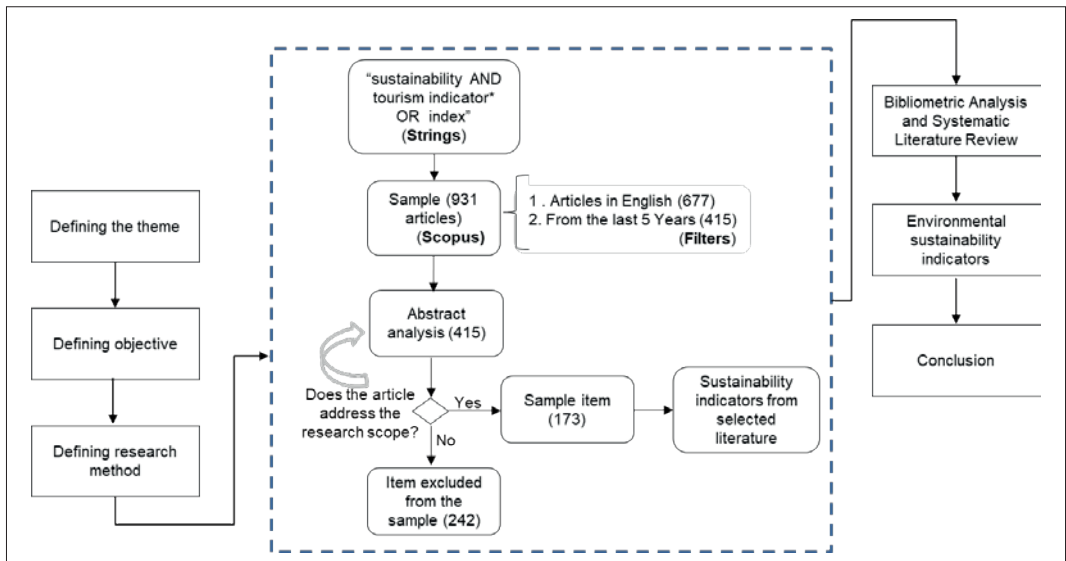 Defining the theme
Defining objective
Defining research
method
“sustainability AND
tourism indicator*
OR index”
(Strings)
Sample (931
articles)
(Scopus)
1 . Articles in English (677)
2. From the last 5 Years (415)
(Filters)
Abstract
analysis (415)
Does the article
address the
research scope?
Yes
No
Sample item
(173)
Sustainability
indicators from
selected
literature
Item excluded
from the
sample (242)
Bibliometric Analysis
and Systematic
Literature Review
Environmental
sustainability
indicators
Conclusion